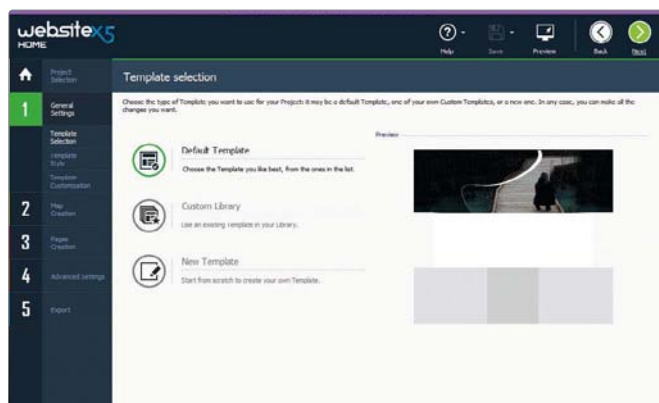 websitex5
HOME
Help
Save
Preview
Back
Next
Project
Selection
Template selection
1
General
Settings
Choose the type of Template you want to use for your Project: it may be a default Template, one of your own Custom Templates, or a new one. In any case, you can make all the
changes you want.
Template
Selection
Template
Style
Template
Customization
Preview
Default Template
Choose the Template you like best, from the ones in the list.
Custom Library
Use an existing Template in your Library.
New Template
Start from scratch to create your own Template.
2
Map
Creation
3
Pages
Creation
4
Advanced Settings
5
Export